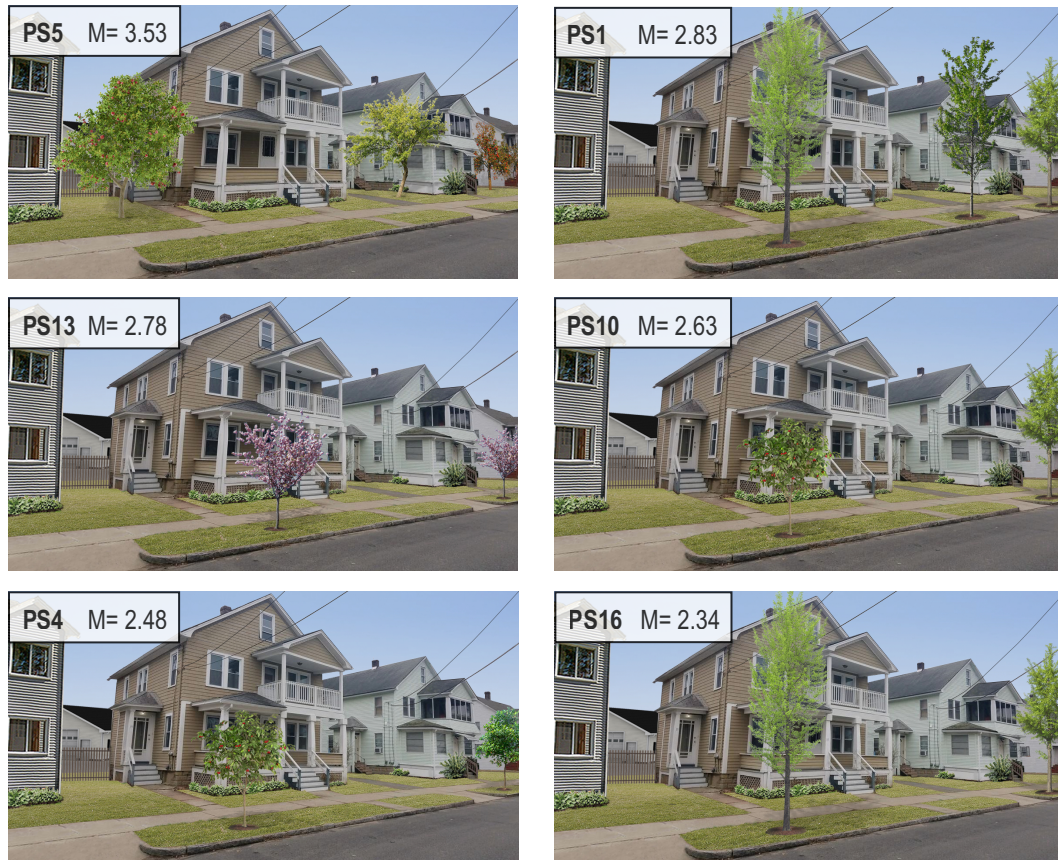 PS5 M= 3.53
PS1 M= 2.83
PS13 M= 2.78
PS10 M= 2.63
PS4 M= 2.48
PS16 M= 2.34